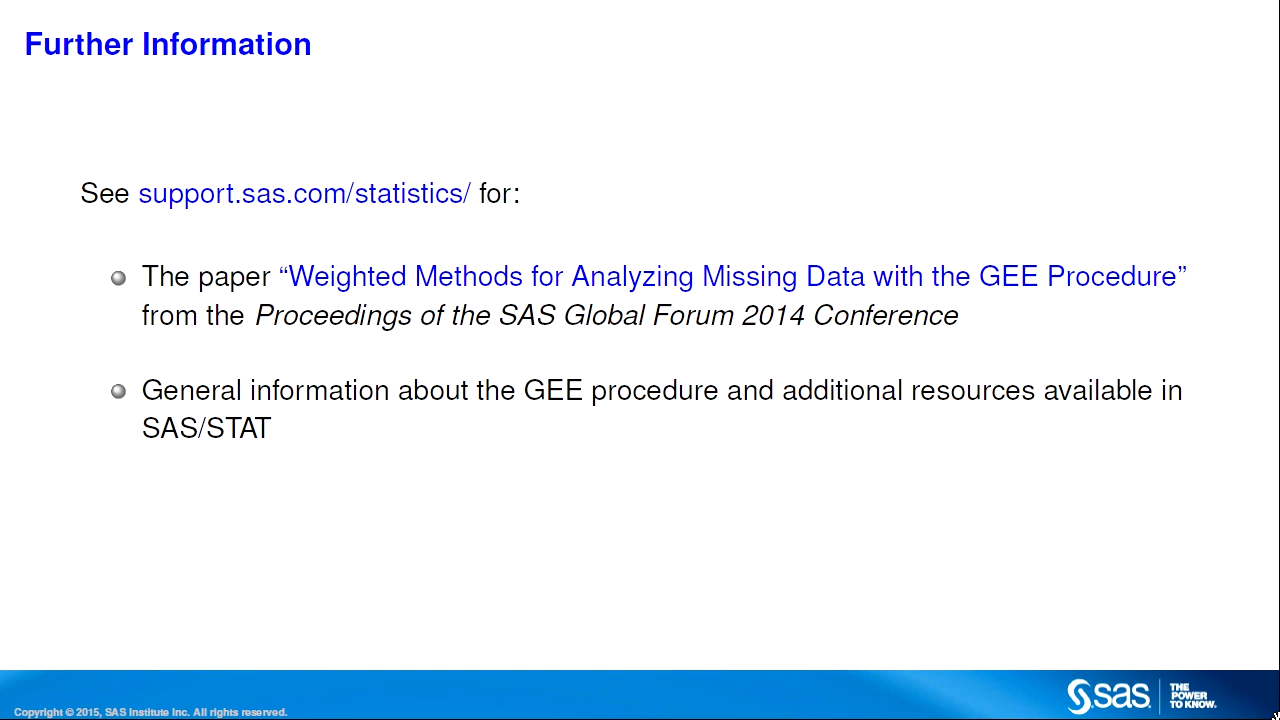 Further Information
See support.sas.com/statistics/ for:
The paper “Weighted Methods for Analyzing Missing Data with the GEE Procedure”
from the Proceedings of the SAS Global Forum 2014 Conference
General information about the GEE procedure and additional resources available in
SAS/STAT
Copyright © 2015, SAS Institute Inc. All rights reserved.
sas
THE
POWER
TO KNOW.